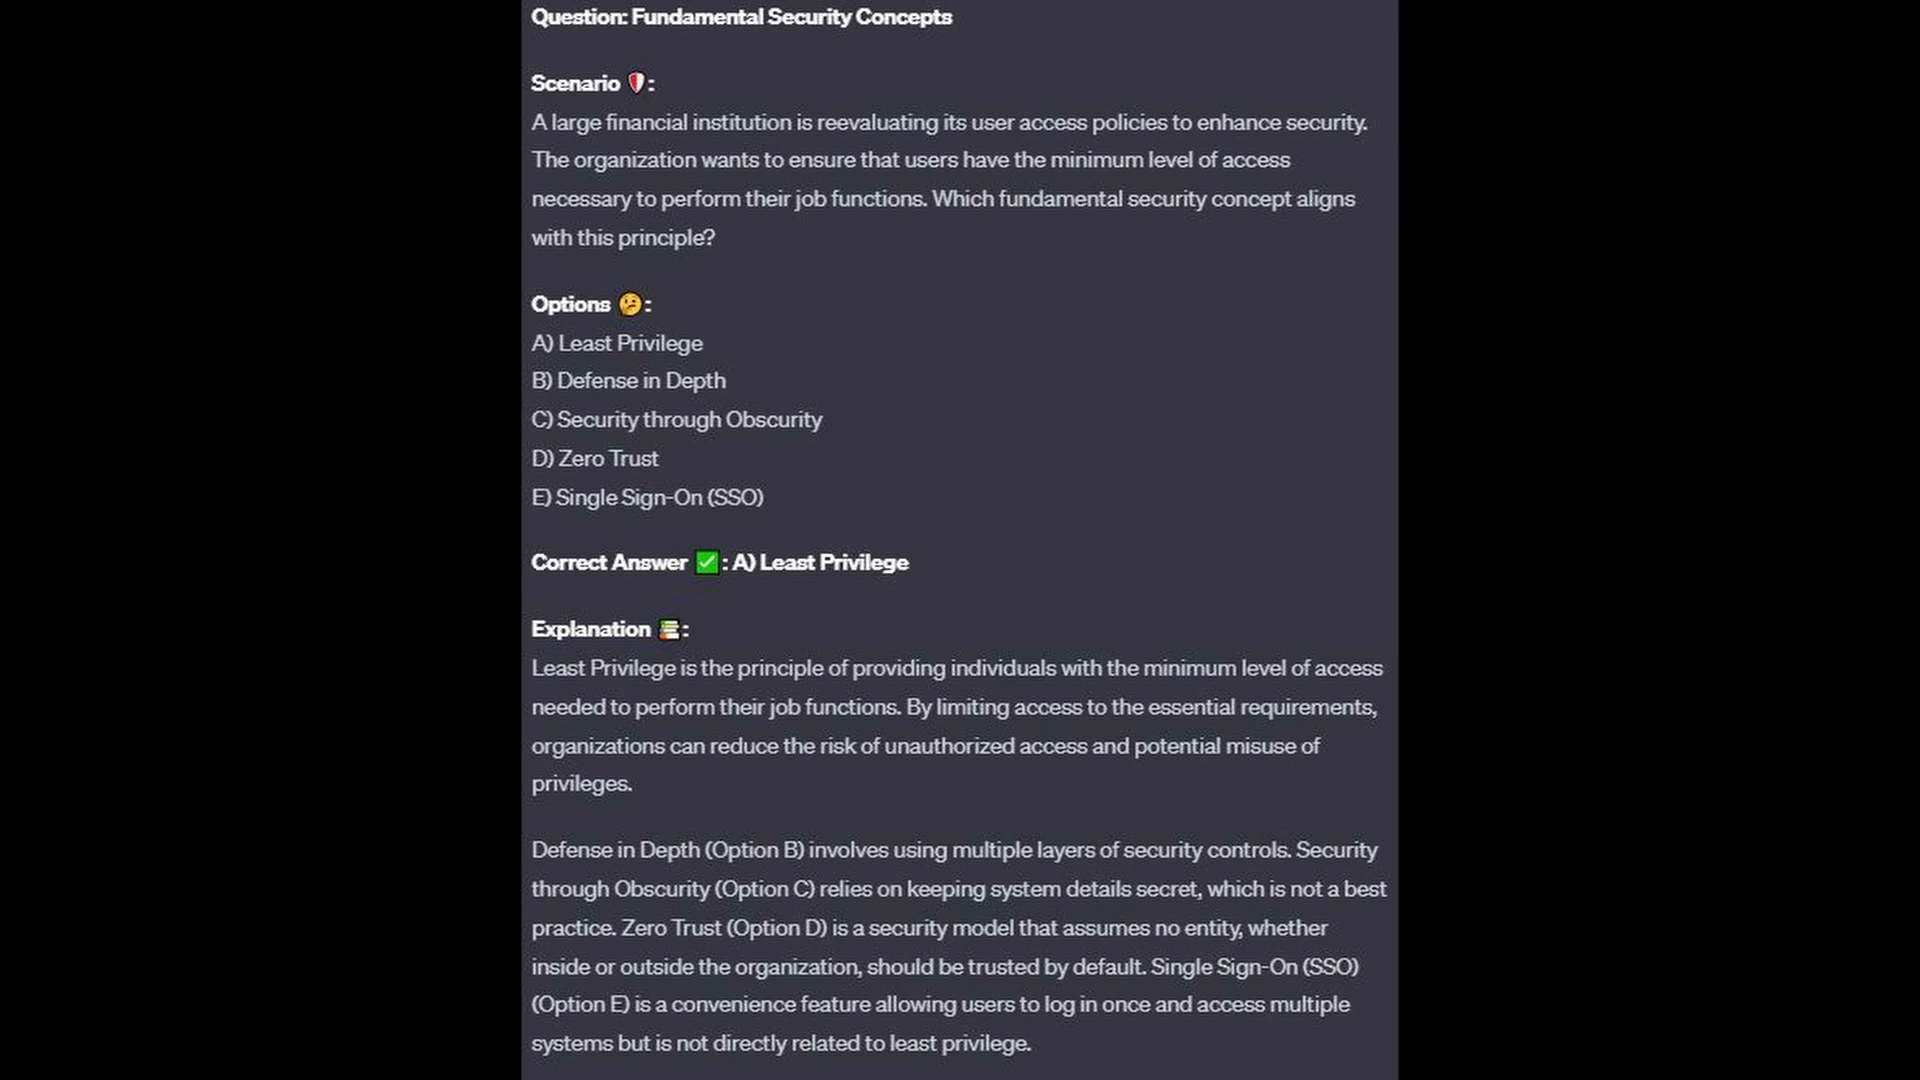 Question: Fundamental Security Concepts
Scenario 🛡️:
A large financial institution is reevaluating its user access policies to enhance security.
The organization wants to ensure that users have the minimum level of access
necessary to perform their job functions. Which fundamental security concept aligns
with this principle?
Options 🤔:
A) Least Privilege
B) Defense in Depth
C) Security through Obscurity
D) Zero Trust
E) Single Sign-On (SSO)
Correct Answer ✅: A) Least Privilege
Explanation 📚:
Least Privilege is the principle of providing individuals with the minimum level of access
needed to perform their job functions. By limiting access to the essential requirements,
organizations can reduce the risk of unauthorized access and potential misuse of
privileges.
Defense in Depth (Option B) involves using multiple layers of security controls. Security
through Obscurity (Option C) relies on keeping system details secret, which is not a best
practice. Zero Trust (Option D) is a security model that assumes no entity, whether
inside or outside the organization, should be trusted by default. Single Sign-On (SSO)
(Option E) is a convenience feature allowing users to log in once and access multiple
systems but is not directly related to least privilege.